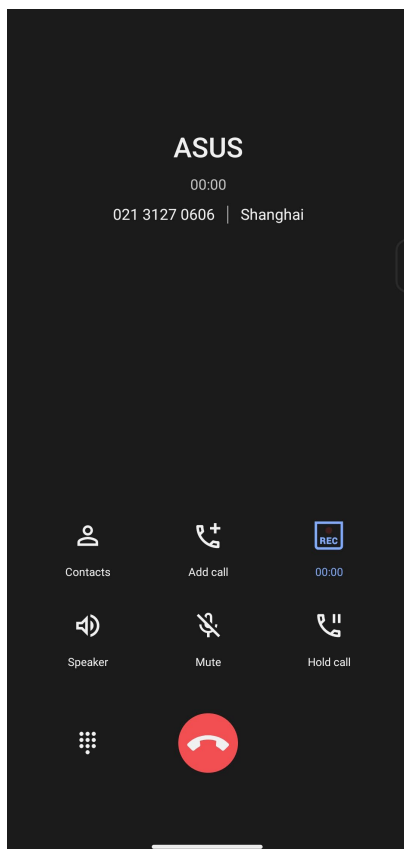 ASUS
00:00
021 3127 0606 | Shanghai
REC
Contacts Add call 00:00
Speaker Mute Hold call